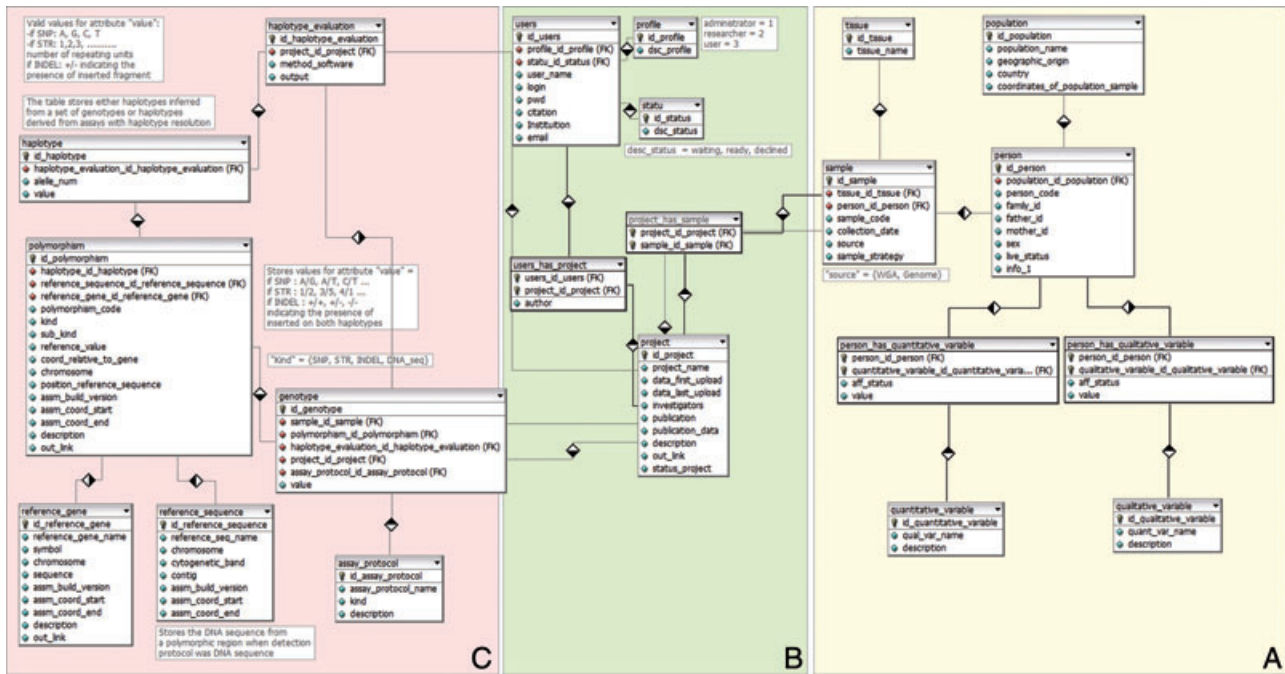 Valid values for attribute "value":
-if SNP: A, G, C, T
-if STR: 1,2,3, ..........
number of repeating units
if INDEL: +/- indicating the
presence of inserted fragment
The table stores either haplotypes inferred
from a set of genotypes or haplotypes
derived from assays with haplotype resolution
haplotype_evaluation
id_haplotype_evaluation
project_id_project (FK)
method_software
output
haplotype
id_haplotype
haplotype_evaluation_id_haplotype_evaluation (FK)
alelle_num
value
polymorphism
id_polymorphism
haplotype_id_haplotype (FK)
reference_sequence_id_reference_sequence (FK)
reference_gene_id_reference_gene (FK)
polymorphism_code
kind
sub_kind
reference_value
coord_relative_to_gene
chromosome
position_reference_sequence
assm_build_version
assm_coord_start
assm_coord_end
description
out_link
Stores values for attribute "value" =
if SNP : A/G, A/T, C/T ...
if STR : 1/2, 3/5, 4/1 ...
if INDEL : +/+, +/-, -/-
indicating the presence of
inserted on both haplotypes
"Kind" = {SNP, STR, INDEL, DNA_seq}
genotype
id_genotype
sample_id_sample (FK)
polymorphism_id_polymorphism (FK)
haplotype_evaluation_id_haplotype_evaluation (FK)
project_id_project (FK)
assay_protocol_id_assay_protocol (FK)
value
reference_gene
id_reference_gene
reference_gene_name
symbol
chromosome
sequence
assm_build_version
assm_coord_start
assm_coord_end
description
out_link
reference_sequence
id_reference_sequence
reference_seq_name
chromosome
cytogenetic_band
contig
assm_build_version
assm_coord_start
assm_coord_end
Stores the DNA sequence from
a polymorphic region when detection
protocol was DNA sequence
assay_protocol
id_assay_protocol
assay_protocol_name
kind
description
C
users
id_users
profile_id_profile (FK)
statu_id_status (FK)
user_name
login
pwd
citation
Instituition
email
profile
id_profile
dsc_profile
administrator = 1
researcher = 2
user = 3
statu
id_status
dsc_status
desc_status = waiting, ready, declined
project_has_sample
project_id_project (FK)
sample_id_sample (FK)
users_has_project
users_id_users (FK)
project_id_project (FK)
author
project
id_project
project_name
data_first_upload
data_last_upload
investigators
publication
publication_data
description
out_link
status_project
B
tissue
id_tissue
tissue_name
population
id_population
population_name
geographic_origin
country
coordinates_of_population_sample
sample
id_sample
tissue_id_tissue (FK)
person_id_person (FK)
sample_code
collection_date
source
sample_strategy
"source" = {WGA, Genome}
person
id_person
population_id_population (FK)
person_code
family_id
father_id
mother_id
sex
live_status
info_1
person_has_quantitative_variable
person_id_person (FK)
quantitative_variable_id_quantitative_varia... (FK)
aff_status
value
person_has_qualitative_variable
person_id_person (FK)
qualitative_variable_id_qualitative_variable (FK)
aff_status
value
quantitative_variable
id_quantitative_variable
qual_var_name
description
qualitative_variable
id_qualitative_variable
quant_var_name
description
A